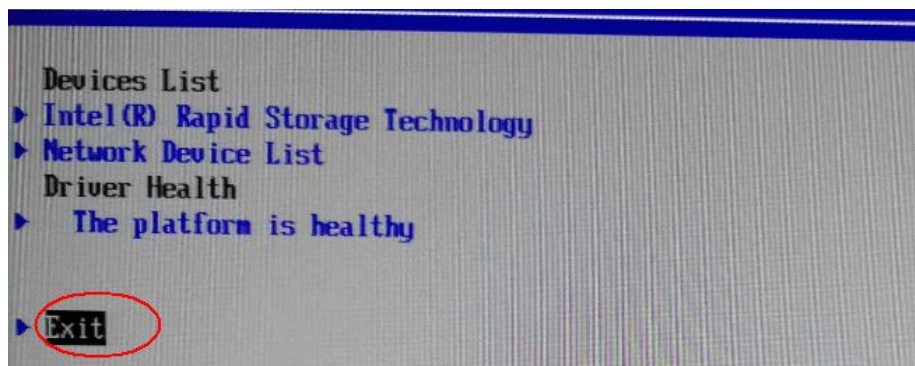 Devices List
Intel(R) Rapid Storage Technology
Network Device List
Driver Health
The platform is healthy
Exit